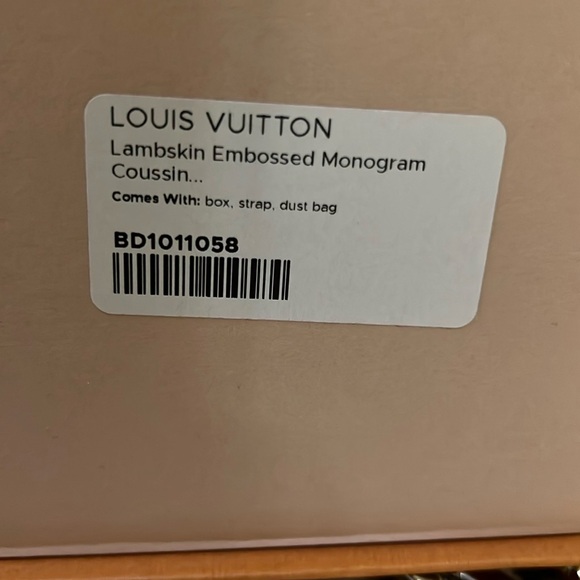 LOUIS VUITTON
Lambskin Embossed Monogram
Coussin...
Comes With: box, strap, dust bag
BD1011058